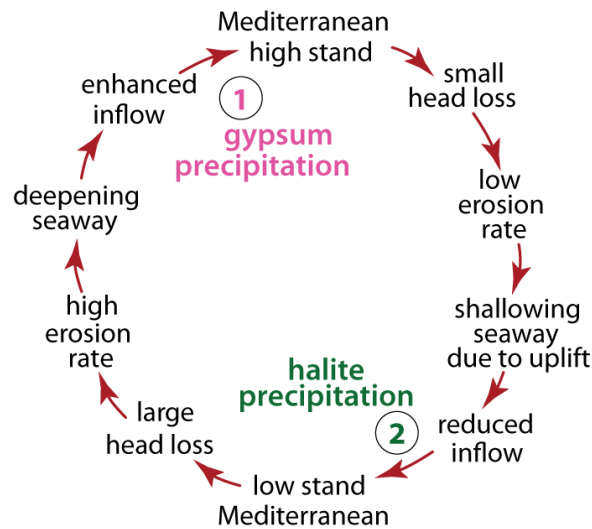 Mediterranean
high stand
small
head loss
low
erosion
rate
shallowing
seaway
due to uplift
reduced
inflow
low stand
Mediterranean
large
head loss
high
erosion
rate
deepening
seaway
enhanced
inflow
1
gypsum
precipitation
halite
precipitation
2